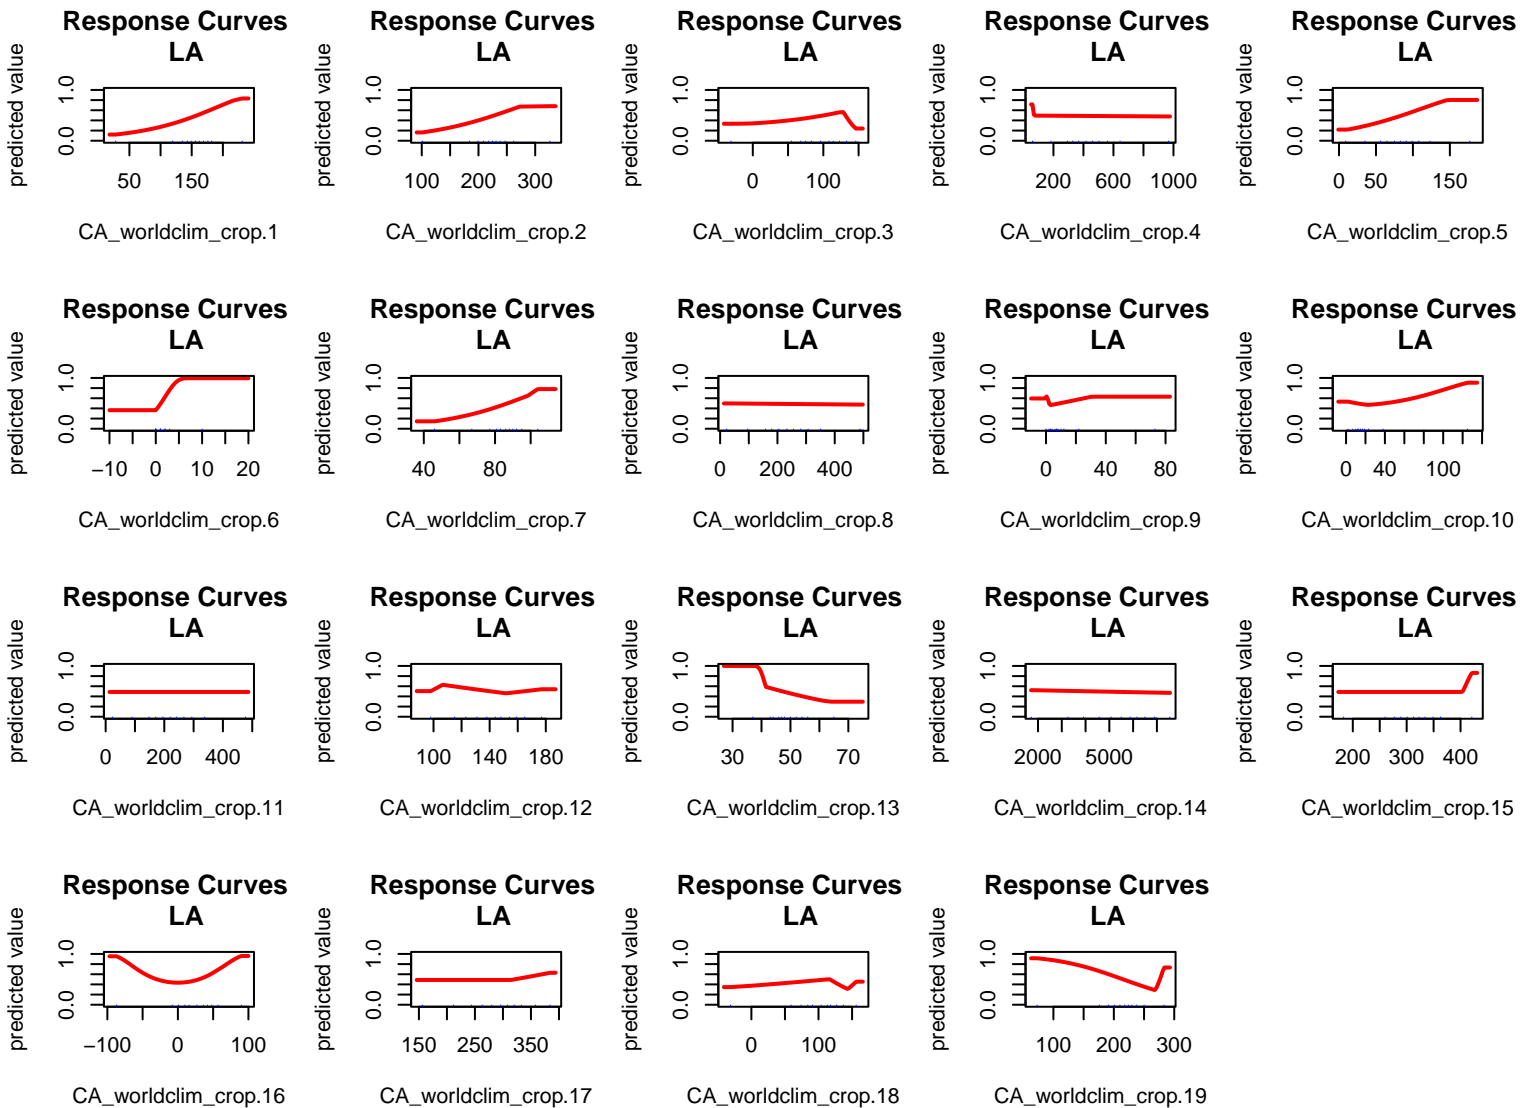 Response Curves
LA
predicted value
0.0 1.0
50 150
CA_worldclim_crop.1
Response Curves
LA
predicted value
0.0 1.0
100 200 300
CA_worldclim_crop.2
Response Curves
LA
predicted value
0.0 1.0
0 100
CA_worldclim_crop.3
Response Curves
LA
predicted value
0.0 1.0
200 600 1000
CA_worldclim_crop.4
Response Curves
LA
predicted value
0.0 1.0
0 50 150
CA_worldclim_crop.5
Response Curves
LA
predicted value
0.0 1.0
−10 0 10 20
CA_worldclim_crop.6
Response Curves
LA
predicted value
0.0 1.0
40 80
CA_worldclim_crop.7
Response Curves
LA
predicted value
0.0 1.0
0 200 400
CA_worldclim_crop.8
Response Curves
LA
predicted value
0.0 1.0
0 40 80
CA_worldclim_crop.9
Response Curves
LA
predicted value
0.0 1.0
0 40 100
CA_worldclim_crop.10
Response Curves
LA
predicted value
0.0 1.0
0 200 400
CA_worldclim_crop.11
Response Curves
LA
predicted value
0.0 1.0
100 140 180
CA_worldclim_crop.12
Response Curves
LA
predicted value
0.0 1.0
30 50 70
CA_worldclim_crop.13
Response Curves
LA
predicted value
0.0 1.0
2000 5000
CA_worldclim_crop.14
Response Curves
LA
predicted value
0.0 1.0
200 300 400
CA_worldclim_crop.15
Response Curves
LA
predicted value
0.0 1.0
−100 0 100
CA_worldclim_crop.16
Response Curves
LA
predicted value
0.0 1.0
150 250 350
CA_worldclim_crop.17
Response Curves
LA
predicted value
0.0 1.0
0 100
CA_worldclim_crop.18
Response Curves
LA
predicted value
0.0 1.0
100 200 300
CA_worldclim_crop.19